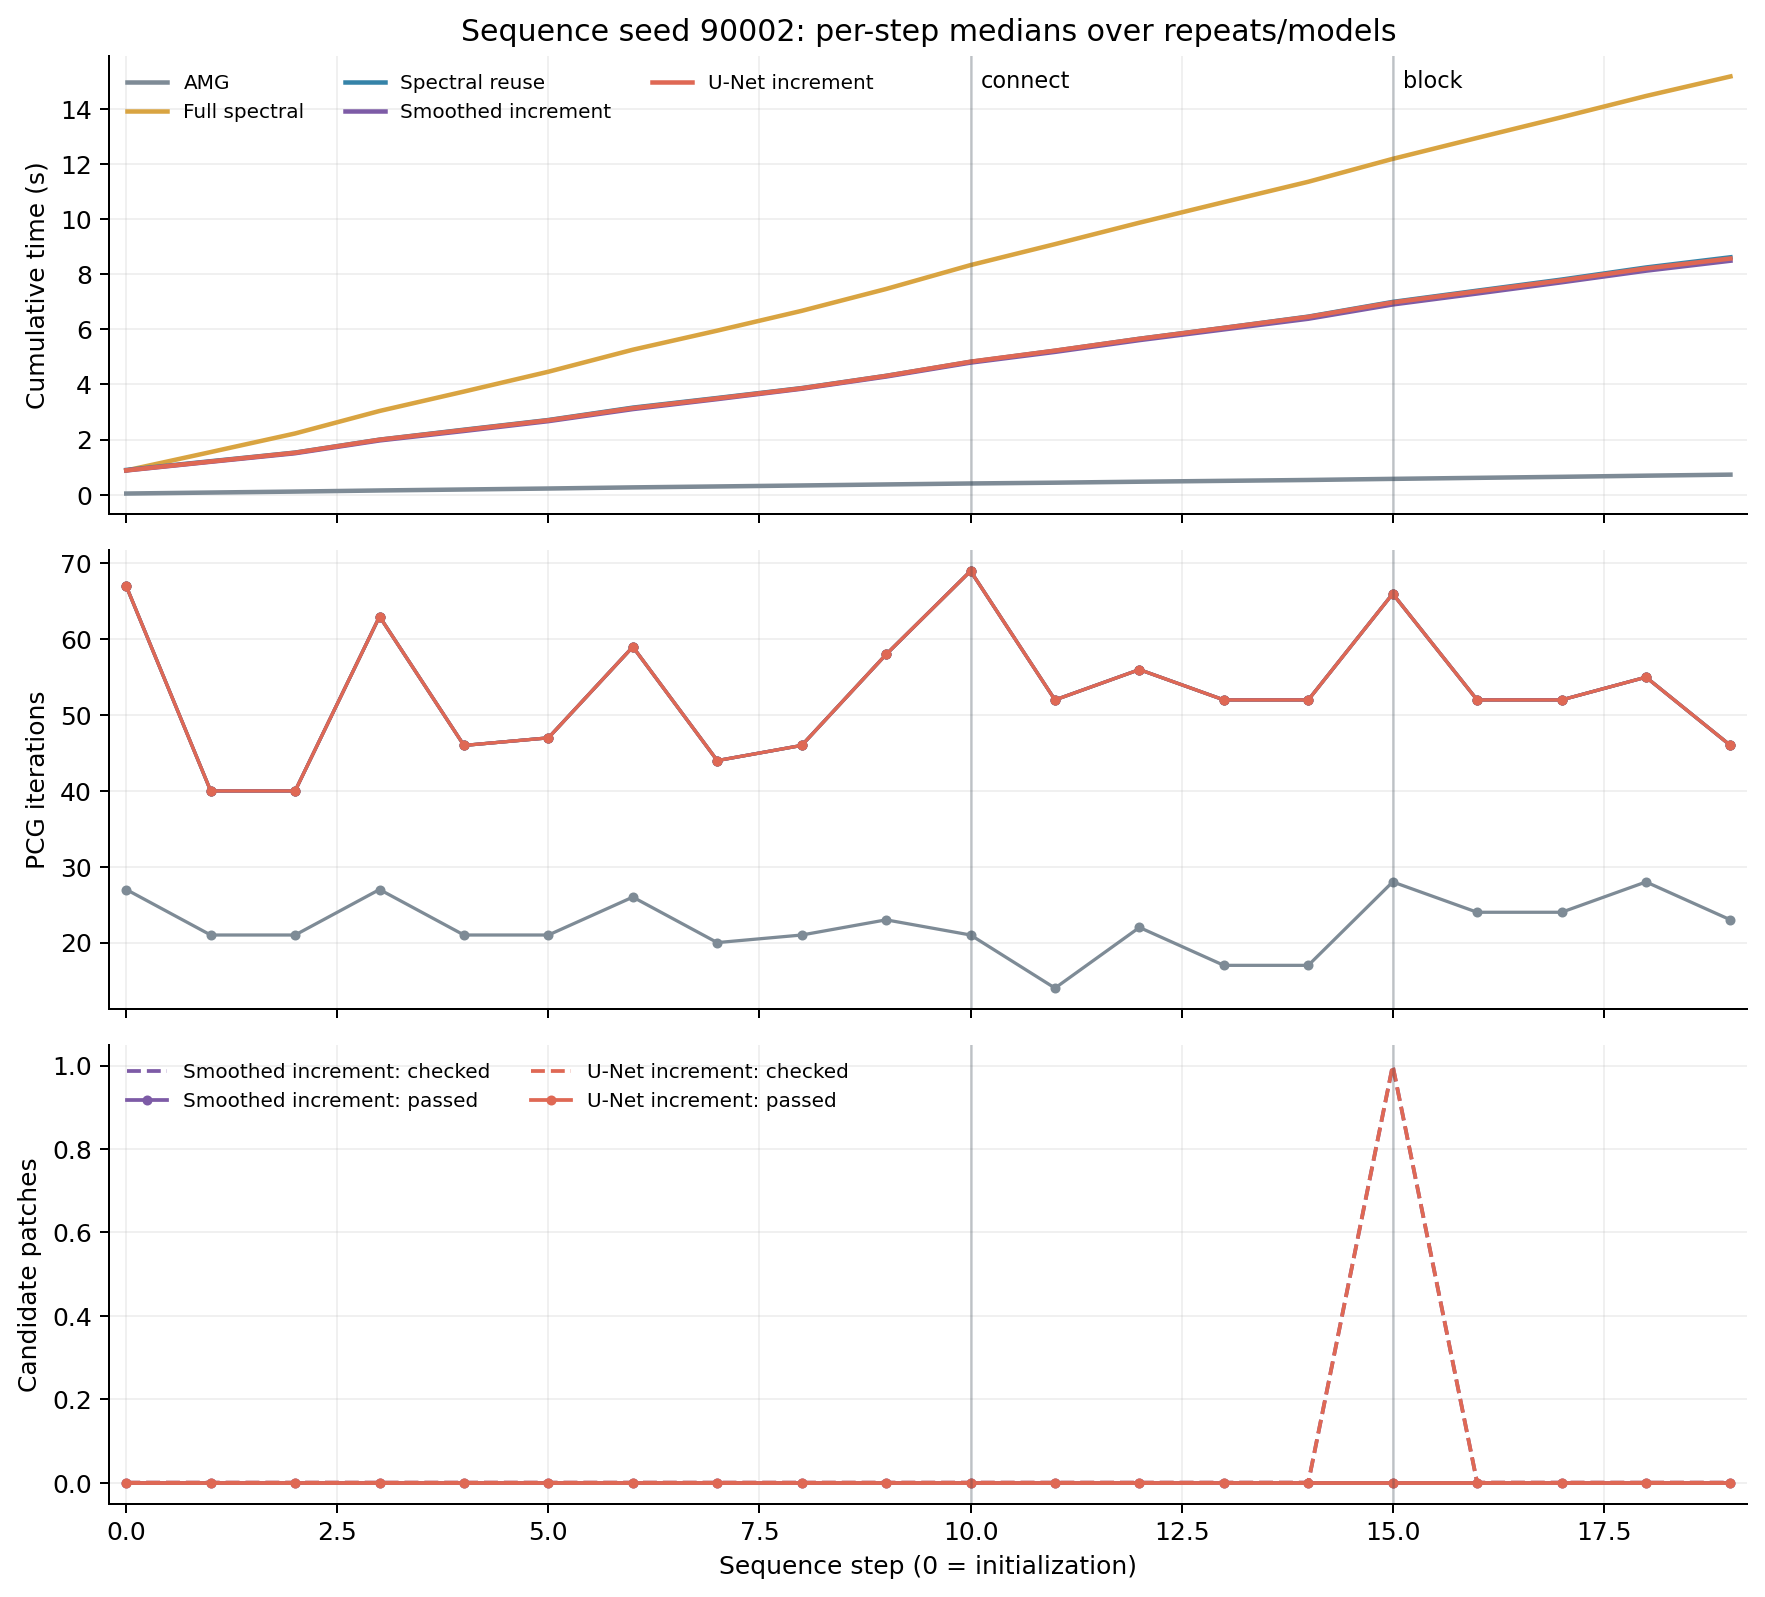 Sequence seed 90002: per-step medians over repeats/models
AMG
Full spectral
Spectral reuse
Smoothed increment
U-Net increment
connect
block
Cumulative time (s)
14
12
10
8
6
4
2
0
PCG iterations
70
60
50
40
30
20
Smoothed increment: checked
Smoothed increment: passed
U-Net increment: checked
U-Net increment: passed
Candidate patches
1.0
0.8
0.6
0.4
0.2
0.0
0.0 2.5 5.0 7.5 10.0 12.5 15.0 17.5
Sequence step (0 = initialization)